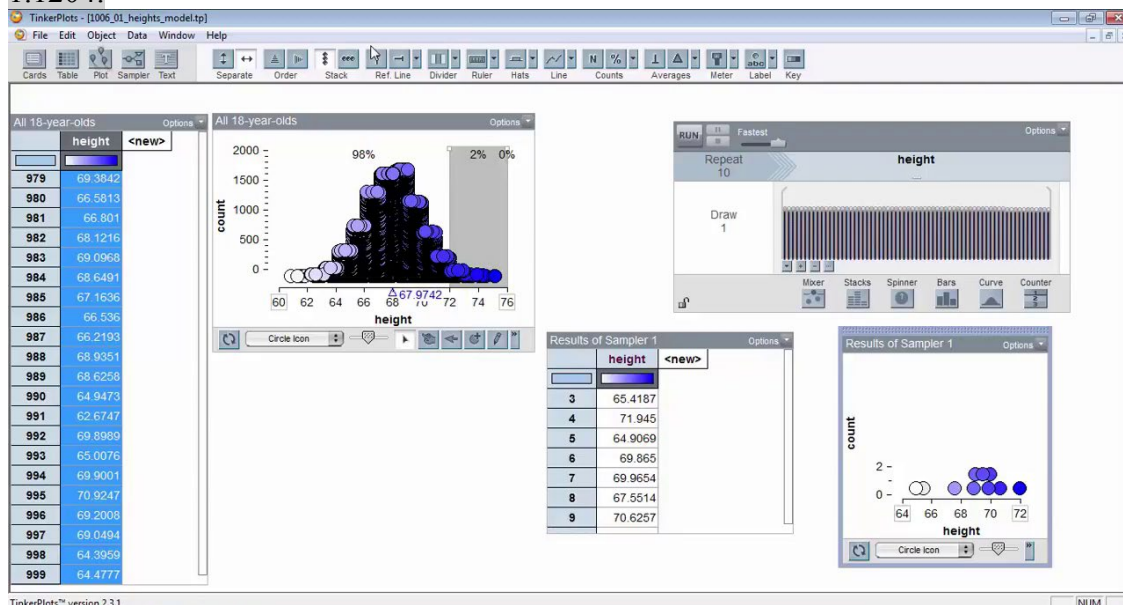 TinkerPlots - [1006_01_heights_model.tp]
File Edit Object Data Window Help
Cards Table Plot Sampler Text Separate Order Stack Ref. Line Divider Ruler Hats Line Counts Averages Meter Label Key
All 18-year-olds Options
height <new>
979 69.3842
980 66.5813
981 66.801
982 68.1216
983 69.0968
984 68.6491
985 67.1636
986 66.536
987 66.2193
988 68.9351
989 68.6258
990 64.9473
991 62.6747
992 69.8989
993 65.0076
994 69.9001
995 70.9247
996 69.2008
997 69.0494
998 64.3959
999 64.4777
All 18-year-olds Options
98% 2% 0%
2000
1500
1000
500
0
count
67.9742
60 62 64 66 68 70 72 74 76
height
Circle Icon
RUN Fastest Options
Repeat
10
height
Draw
1
Mixer Stacks Spinner Bars Curve Counter
Results of Sampler 1 Options
height <new>
3 65.4187
4 71.945
5 64.9069
6 69.865
7 69.9654
8 67.5514
9 70.6257
Results of Sampler 1 Options
count
2
0
64 66 68 70 72
height
Circle Icon
TinkerPlots™ version 2.3.1
NUM